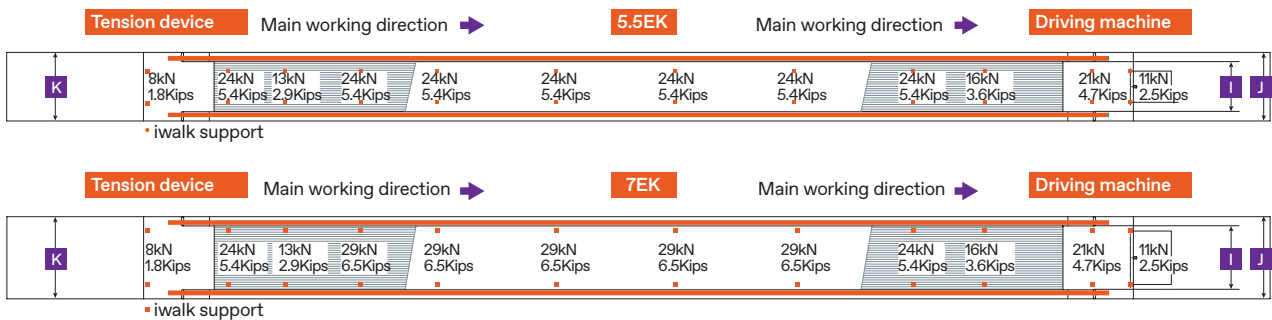 Tension device Main working direction 5.5EK Main working direction Driving machine
K 8kN 24kN 13kN 24kN 24kN 24kN 24kN 24kN 24kN 16kN 21kN 11kN I J
1.8Kips 5.4Kips 2.9Kips 5.4Kips 5.4Kips 5.4Kips 5.4Kips 5.4Kips 5.4Kips 3.6Kips 4.7Kips 2.5Kips
iwalk support
Tension device Main working direction 7EK Main working direction Driving machine
K 8kN 24kN 13kN 29kN 29kN 29kN 29kN 29kN 24kN 16kN 21kN 11kN I J
1.8Kips 5.4Kips 2.9Kips 6.5Kips 6.5Kips 6.5Kips 6.5Kips 6.5Kips 5.4Kips 3.6Kips 4.7Kips 2.5Kips
iwalk support